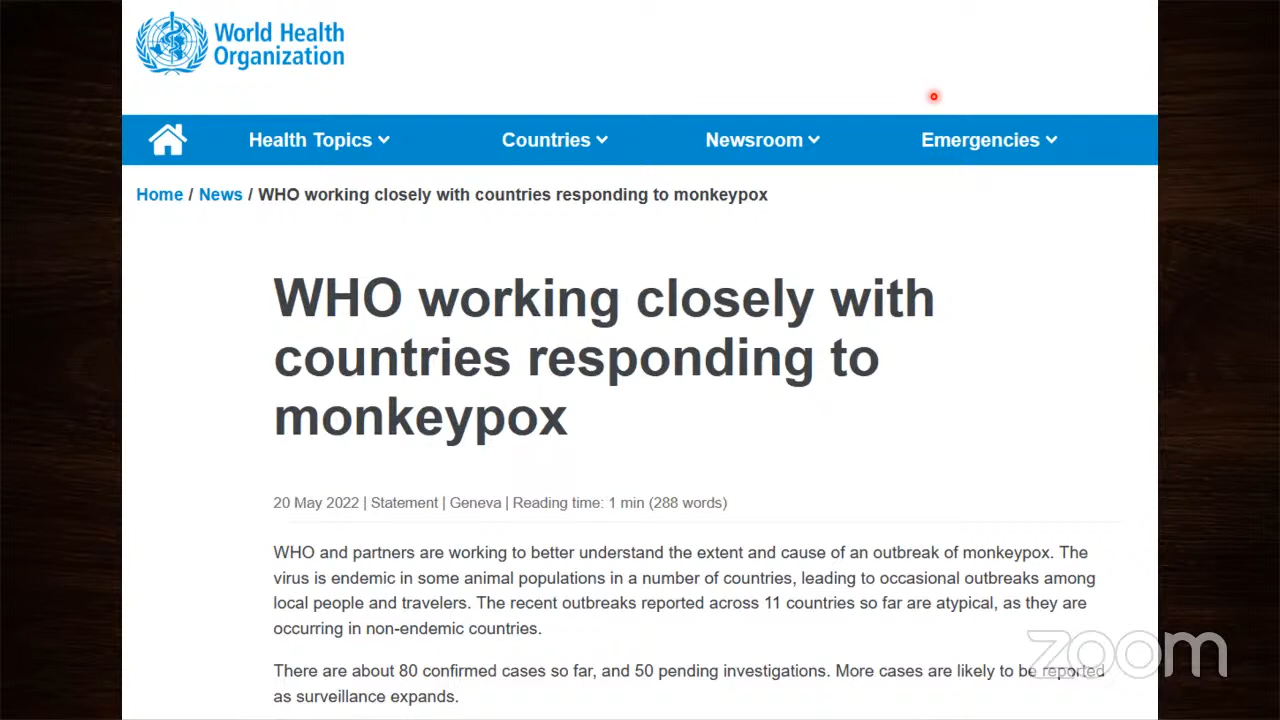 World Health
Organization
Health Topics
Countries
Newsroom
Emergencies
Home / News / WHO working closely with countries responding to monkeypox
WHO working closely with
countries responding to
monkeypox
20 May 2022 | Statement | Geneva | Reading time: 1 min (288 words)
WHO and partners are working to better understand the extent and cause of an outbreak of monkeypox. The
virus is endemic in some animal populations in a number of countries, leading to occasional outbreaks among
local people and travelers. The recent outbreaks reported across 11 countries so far are atypical, as they are
occurring in non-endemic countries.
There are about 80 confirmed cases so far, and 50 pending investigations. More cases are likely to be reported
as surveillance expands.
zoom